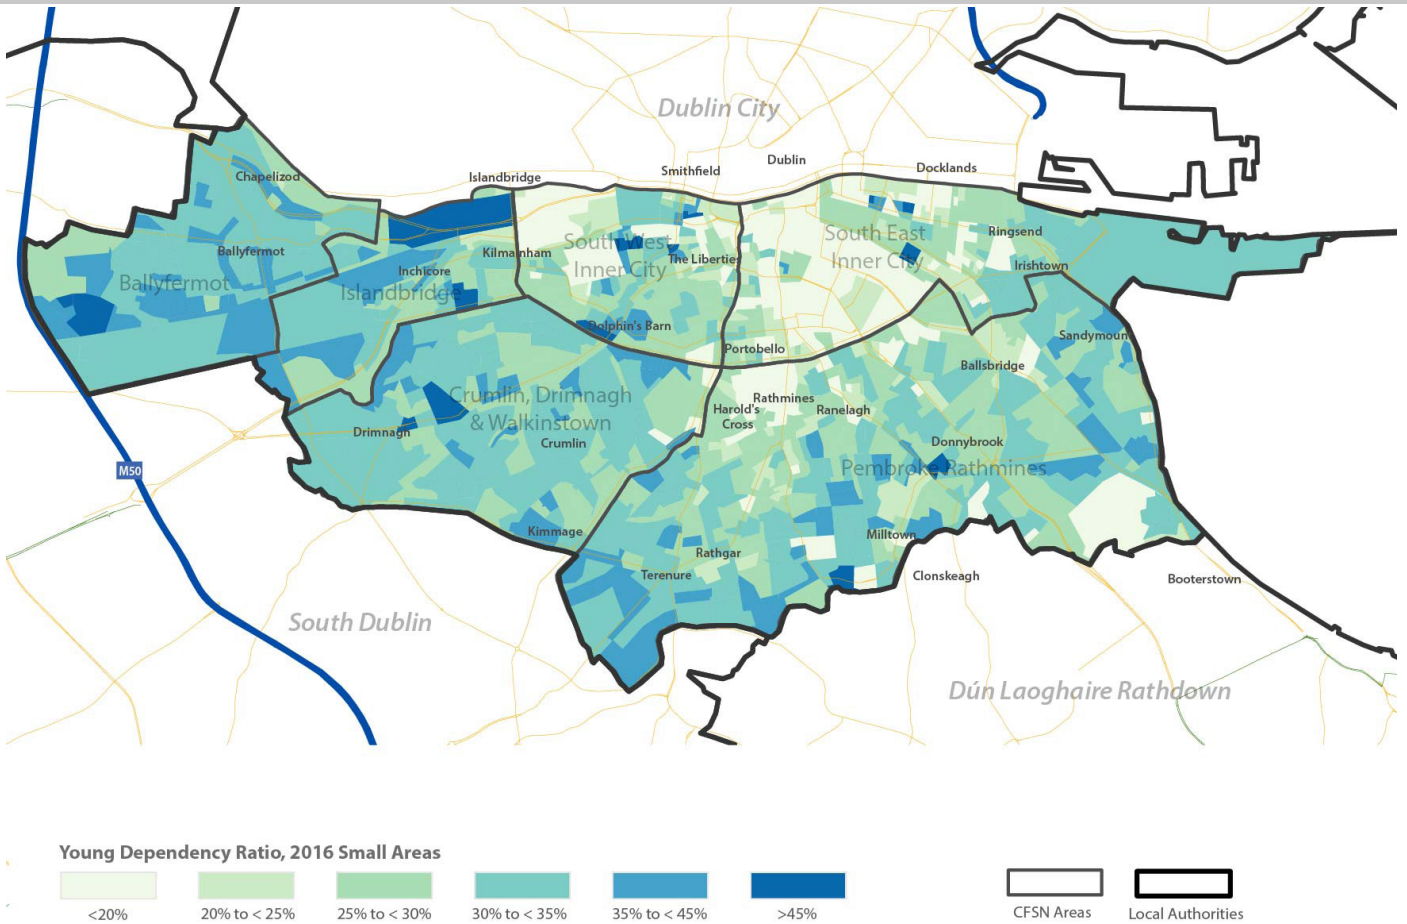 Dublin City
Dublin
Smithfield
Docklands
Islandbridge
Chapelizod
Ringsend
South East
Inner City
South West
Inner City
Kilmainham
The Liberties
Ballyfermot
Irishtown
Inchicore
Ballyfermot
Islandbridge
Dolphin's Barn
Sandymoun
Portobello
Ballsbridge
Crumlin, Drimnagh
& Walkinstown
Rathmines
Harold's
Cross
Ranelagh
Drimnagh
Crumlin
Donnybrook
Pembroke Rathmines
M50
Kimmage
Milltown
Rathgar
Terenure
Clonskeagh
Booterstown
South Dublin
Dún Laoghaire Rathdown
Young Dependency Ratio, 2016 Small Areas
<20%
20% to < 25%
25% to < 30%
30% to < 35%
35% to < 45%
>45%
CFSN Areas
Local Authorities